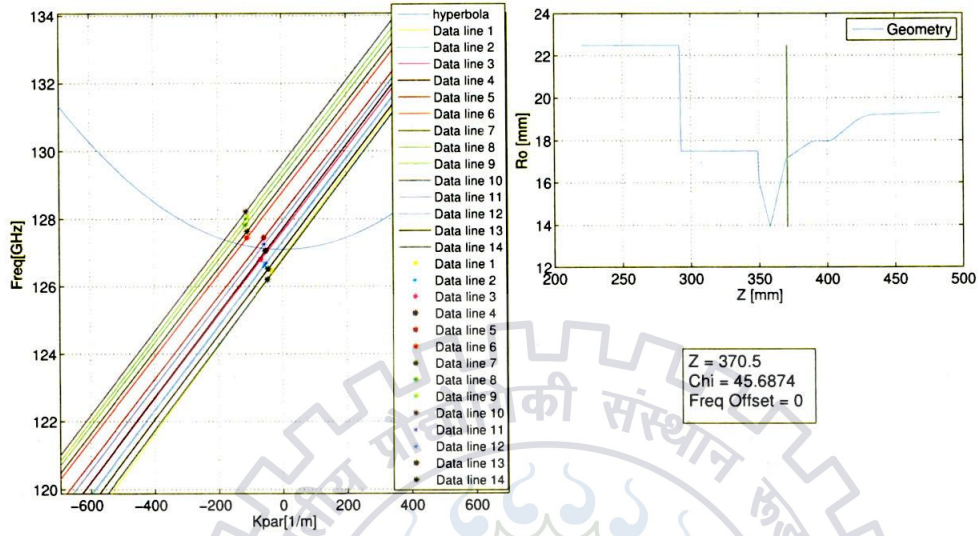 134
132
130
128
126
124
122
120
Freq[GHz]
−600
−400
−200
0
200
400
600
Kpar[1/m]
hyperbola
Data line 1
Data line 2
Data line 3
Data line 4
Data line 5
Data line 6
Data line 7
Data line 8
Data line 9
Data line 10
Data line 11
Data line 12
Data line 13
Data line 14
Data line 1
Data line 2
Data line 3
Data line 4
Data line 5
Data line 6
Data line 7
Data line 8
Data line 9
Data line 10
Data line 11
Data line 12
Data line 13
Data line 14
24
22
20
18
16
14
12
Ro [mm]
200
250
300
350
400
450
500
Z [mm]
Geometry
Z = 370.5
Chi = 45.6874
Freq Offset = 0
संस्थान